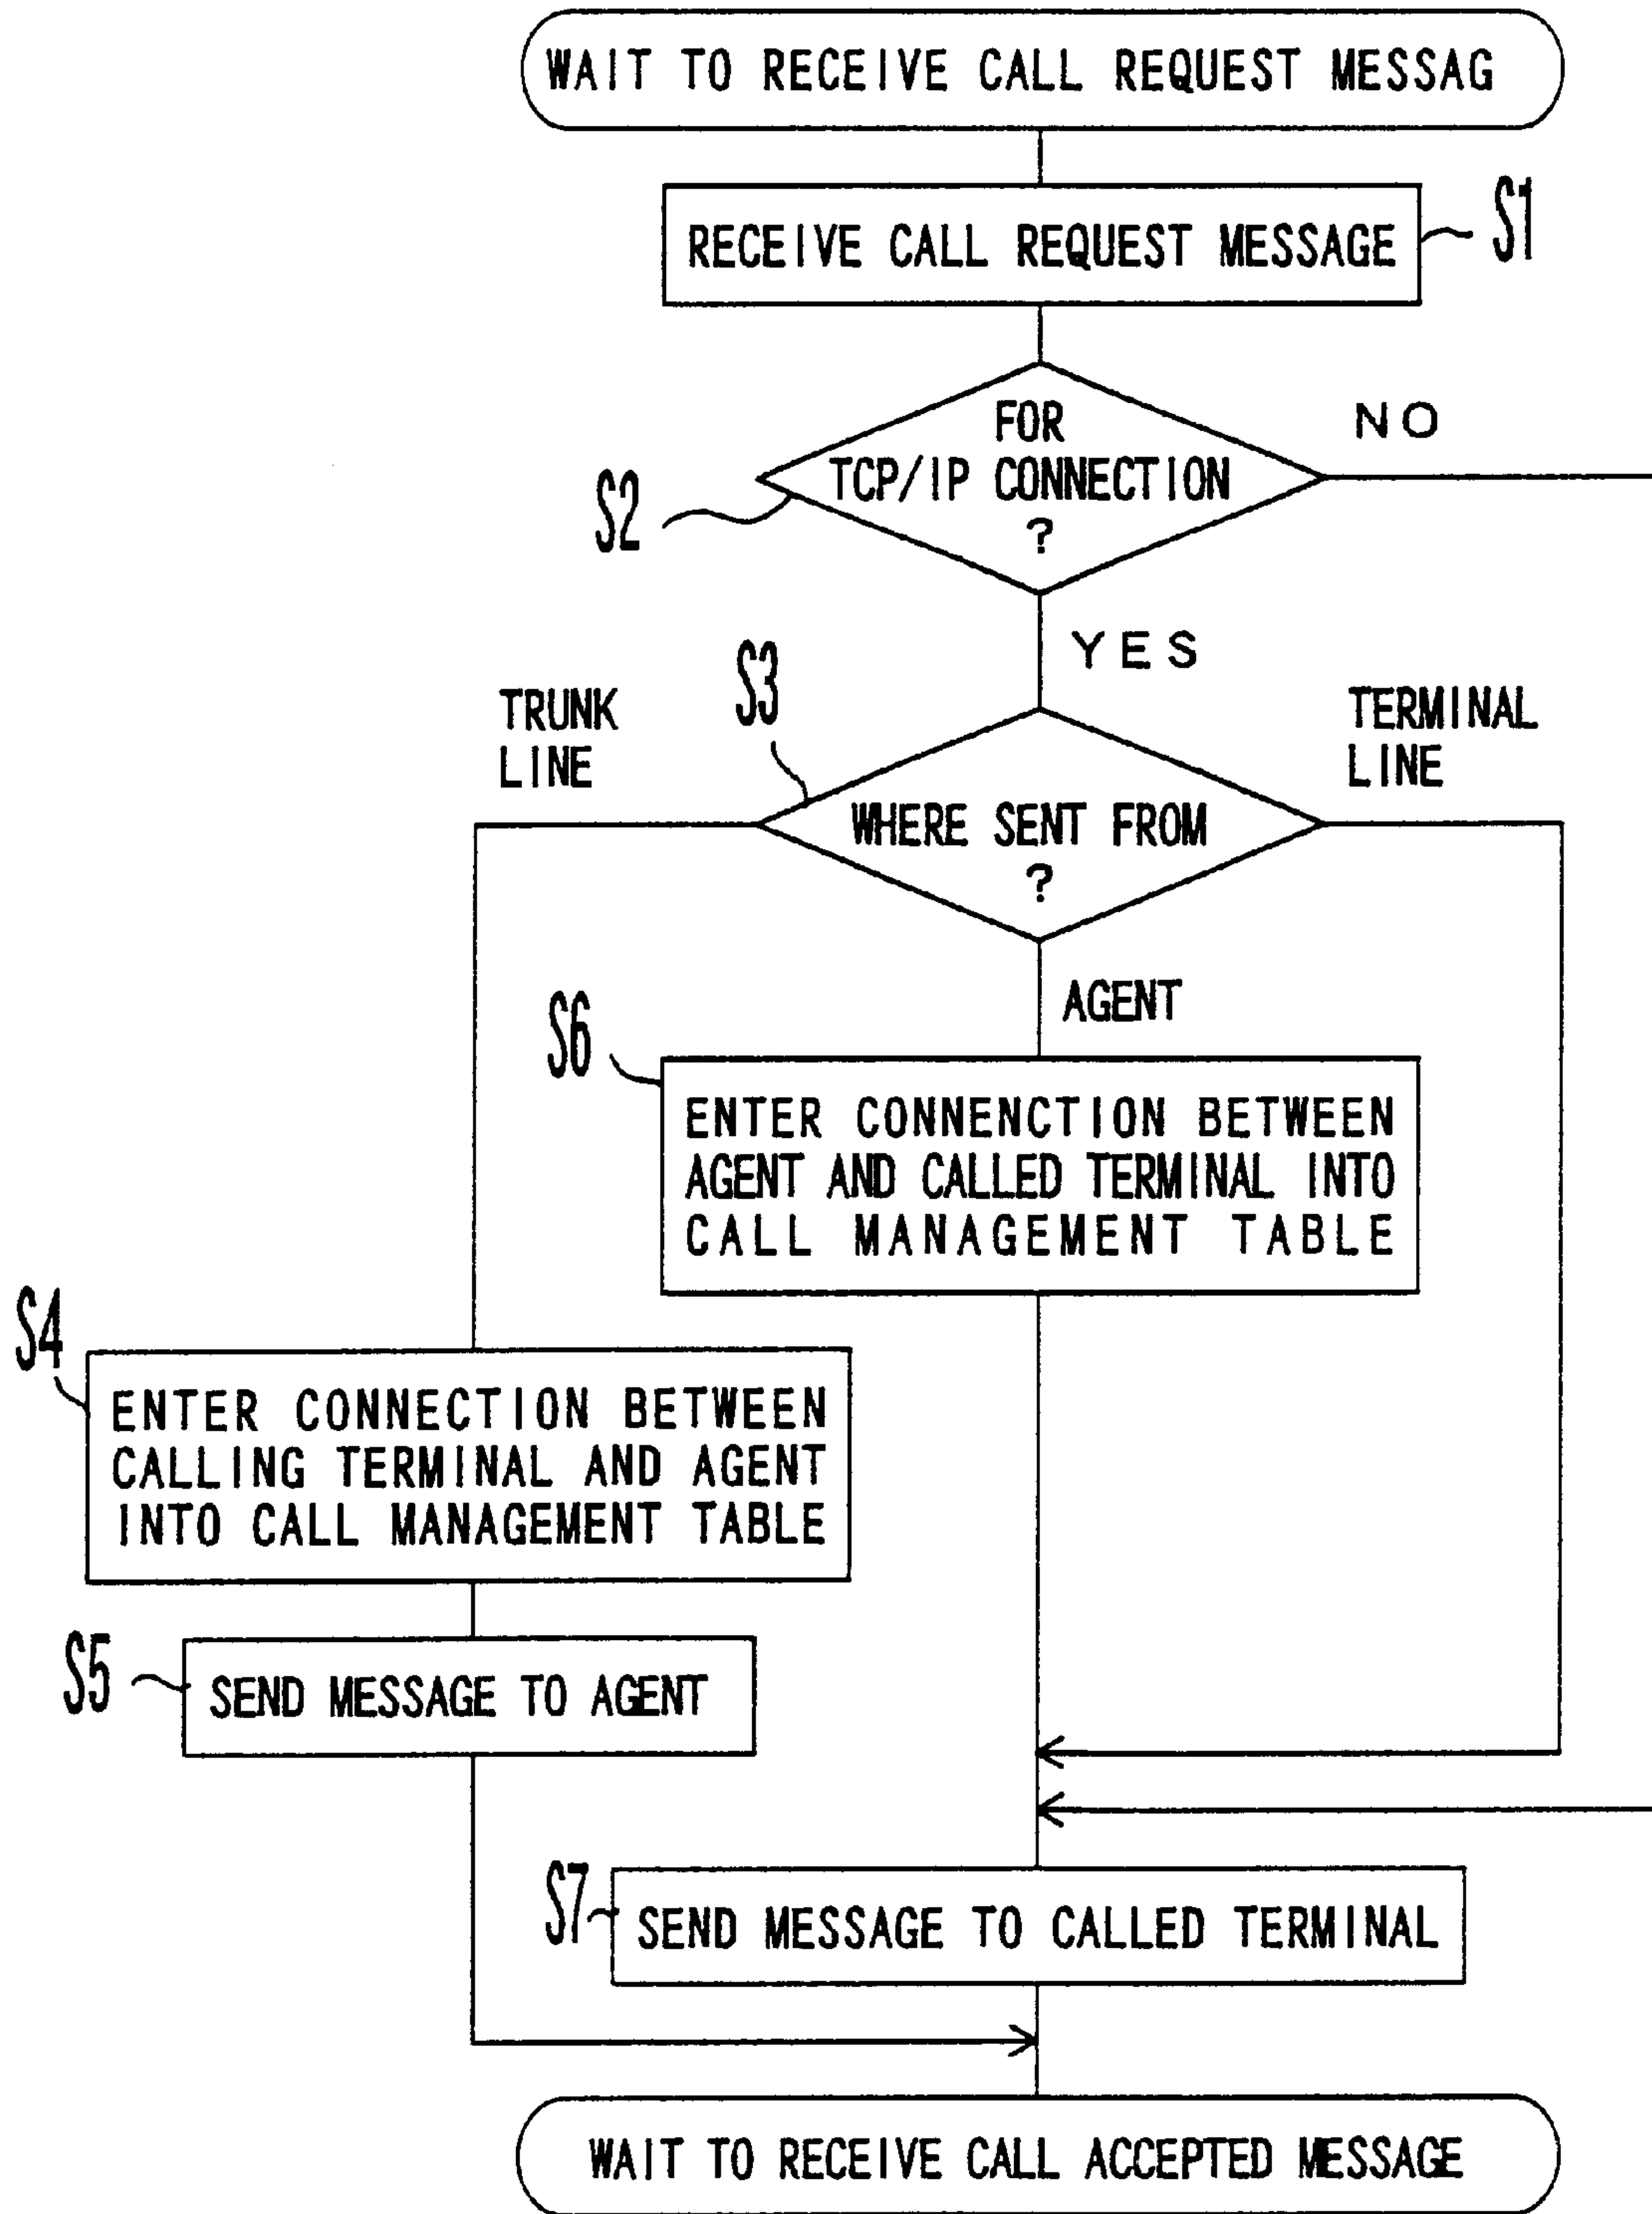 WAIT TO RECEIVE CALL REQUEST MESSAG
RECEIVE CALL REQUEST MESSAGE
S1
FOR
TCP/IP CONNECTION
?
NO
S2
YES
S3
TRUNK
LINE
TERMINAL
LINE
WHERE SENT FROM
?
AGENT
S6
ENTER CONNENCTION BETWEEN
AGENT AND CALLED TERMINAL INTO
CALL MANAGEMENT TABLE
S4
ENTER CONNECTION BETWEEN
CALLING TERMINAL AND AGENT
INTO CALL MANAGEMENT TABLE
S5
SEND MESSAGE TO AGENT
S7
SEND MESSAGE TO CALLED TERMINAL
WAIT TO RECEIVE CALL ACCEPTED MESSAGE